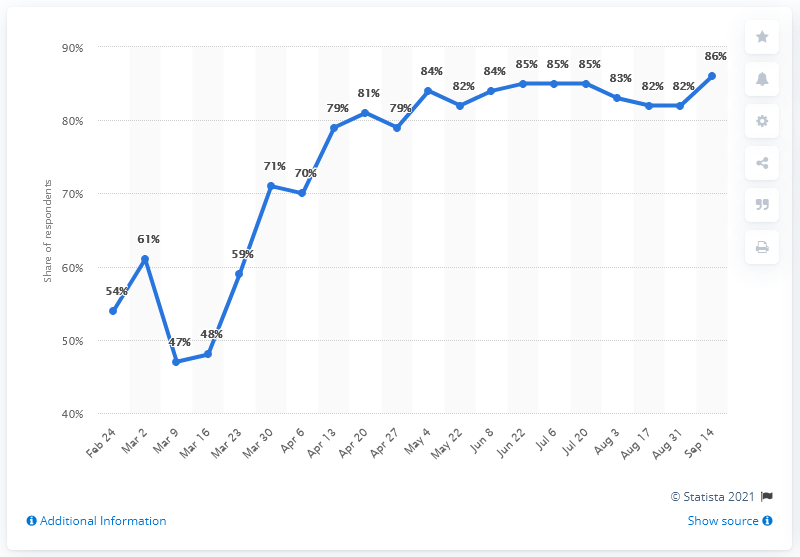 90%
80%
70%
60%
50%
40%
Share of respondents
54%
61%
47%
48%
59%
71%
70%
79%
81%
79%
84%
82%
84%
85%
85%
85%
83%
82%
82%
86%
Feb 24
Mar 2
Mar 9
Mar 16
Mar 23
Mar 30
Apr 6
Apr 13
Apr 20
Apr 27
May 4
May 22
Jun 8
Jun 22
Jul 6
Jul 20
Aug 3
Aug 17
Aug 31
Sep 14
© Statista 2021
Additional Information
Show source